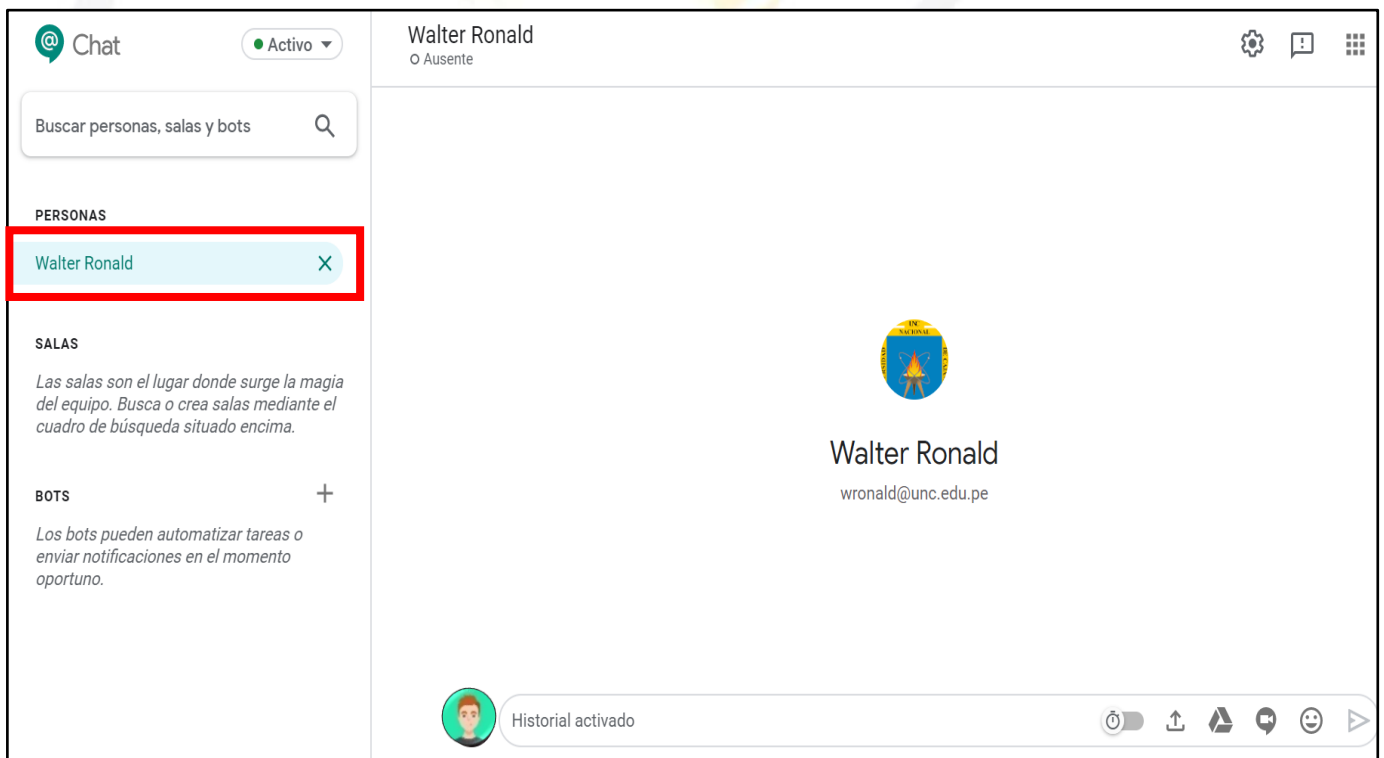 Chat
Activo
Buscar personas, salas y bots
PERSONAS
Walter Ronald
SALAS
Las salas son el lugar donde surge la magia
del equipo. Busca o crea salas mediante el
cuadro de búsqueda situado encima.
BOTS
Los bots pueden automatizar tareas o
enviar notificaciones en el momento
oportuno.
Walter Ronald
Ausente
UNC
NACIONAL
Walter Ronald
wronald@unc.edu.pe
Historial activado